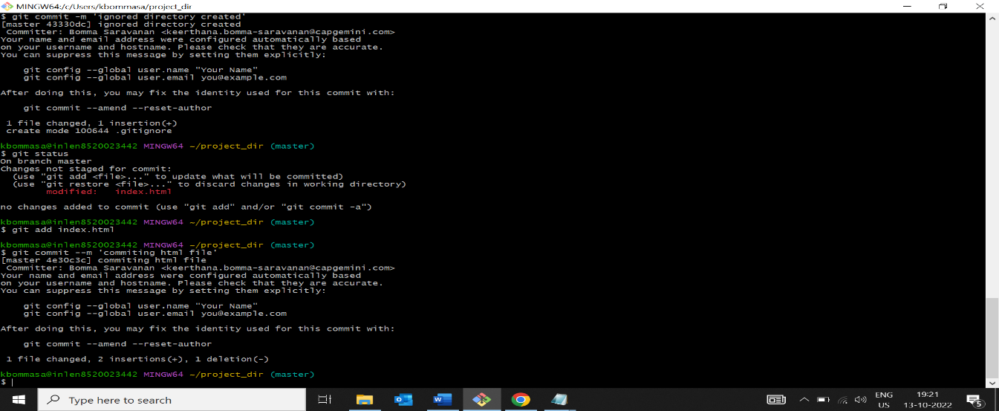 MINGW64:/c/Users/kbommasa/project_dir
$ git commit -m 'ignored directory created'
[master 43330dc] ignored directory created
 Committer: Bomma Saravanan <keerthana.bomma-saravanan@capgemini.com>
Your name and email address were configured automatically based
on your username and hostname. Please check that they are accurate.
You can suppress this message by setting them explicitly:
    git config --global user.name "Your Name"
    git config --global user.email you@example.com
After doing this, you may fix the identity used for this commit with:
    git commit --amend --reset-author
 1 file changed, 1 insertion(+)
 create mode 100644 .gitignore
kbommasa@inlen8520023442 MINGW64 ~/project_dir (master)
$ git status
On branch master
Changes not staged for commit:
  (use "git add <file>..." to update what will be committed)
  (use "git restore <file>..." to discard changes in working directory)
        modified:   index.html
no changes added to commit (use "git add" and/or "git commit -a")
kbommasa@inlen8520023442 MINGW64 ~/project_dir (master)
$ git add index.html
kbommasa@inlen8520023442 MINGW64 ~/project_dir (master)
$ git commit --m 'commiting html file'
[master 4e30c3c] commiting html file
 Committer: Bomma Saravanan <keerthana.bomma-saravanan@capgemini.com>
Your name and email address were configured automatically based
on your username and hostname. Please check that they are accurate.
You can suppress this message by setting them explicitly:
    git config --global user.name "Your Name"
    git config --global user.email you@example.com
After doing this, you may fix the identity used for this commit with:
    git commit --amend --reset-author
 1 file changed, 2 insertions(+), 1 deletion(-)
kbommasa@inlen8520023442 MINGW64 ~/project_dir (master)
$
Type here to search
ENG
US
19:21
13-10-2022
5